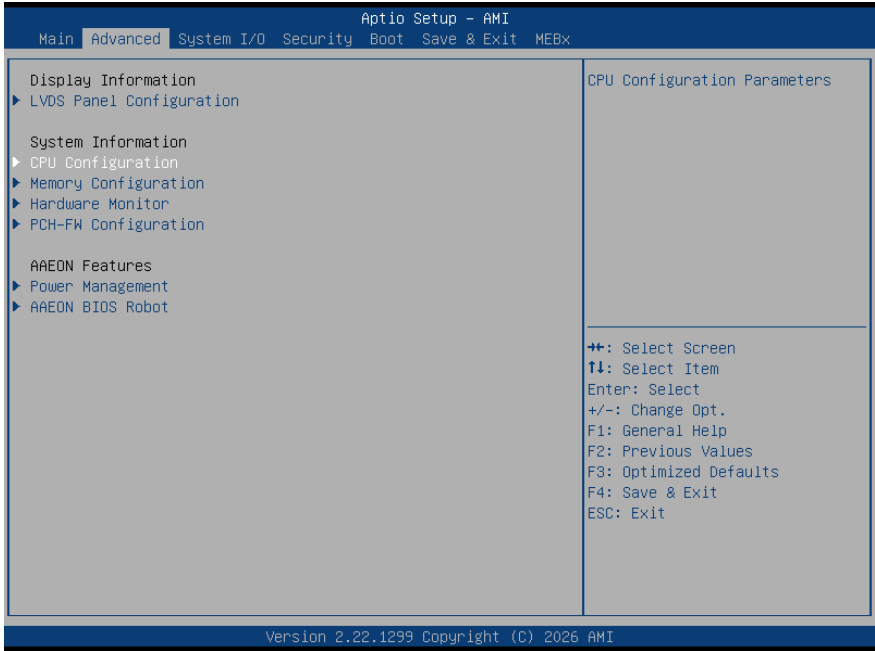 Aptio Setup – AMI
Main Advanced System I/O Security Boot Save & Exit MEBx
Display Information
LVDS Panel Configuration
System Information
CPU Configuration
Memory Configuration
Hardware Monitor
PCH-FW Configuration
AAEON Features
Power Management
AAEON BIOS Robot
CPU Configuration Parameters
→←: Select Screen
↑↓: Select Item
Enter: Select
+/-: Change Opt.
F1: General Help
F2: Previous Values
F3: Optimized Defaults
F4: Save & Exit
ESC: Exit
Version 2.22.1299 Copyright (C) 2026 AMI